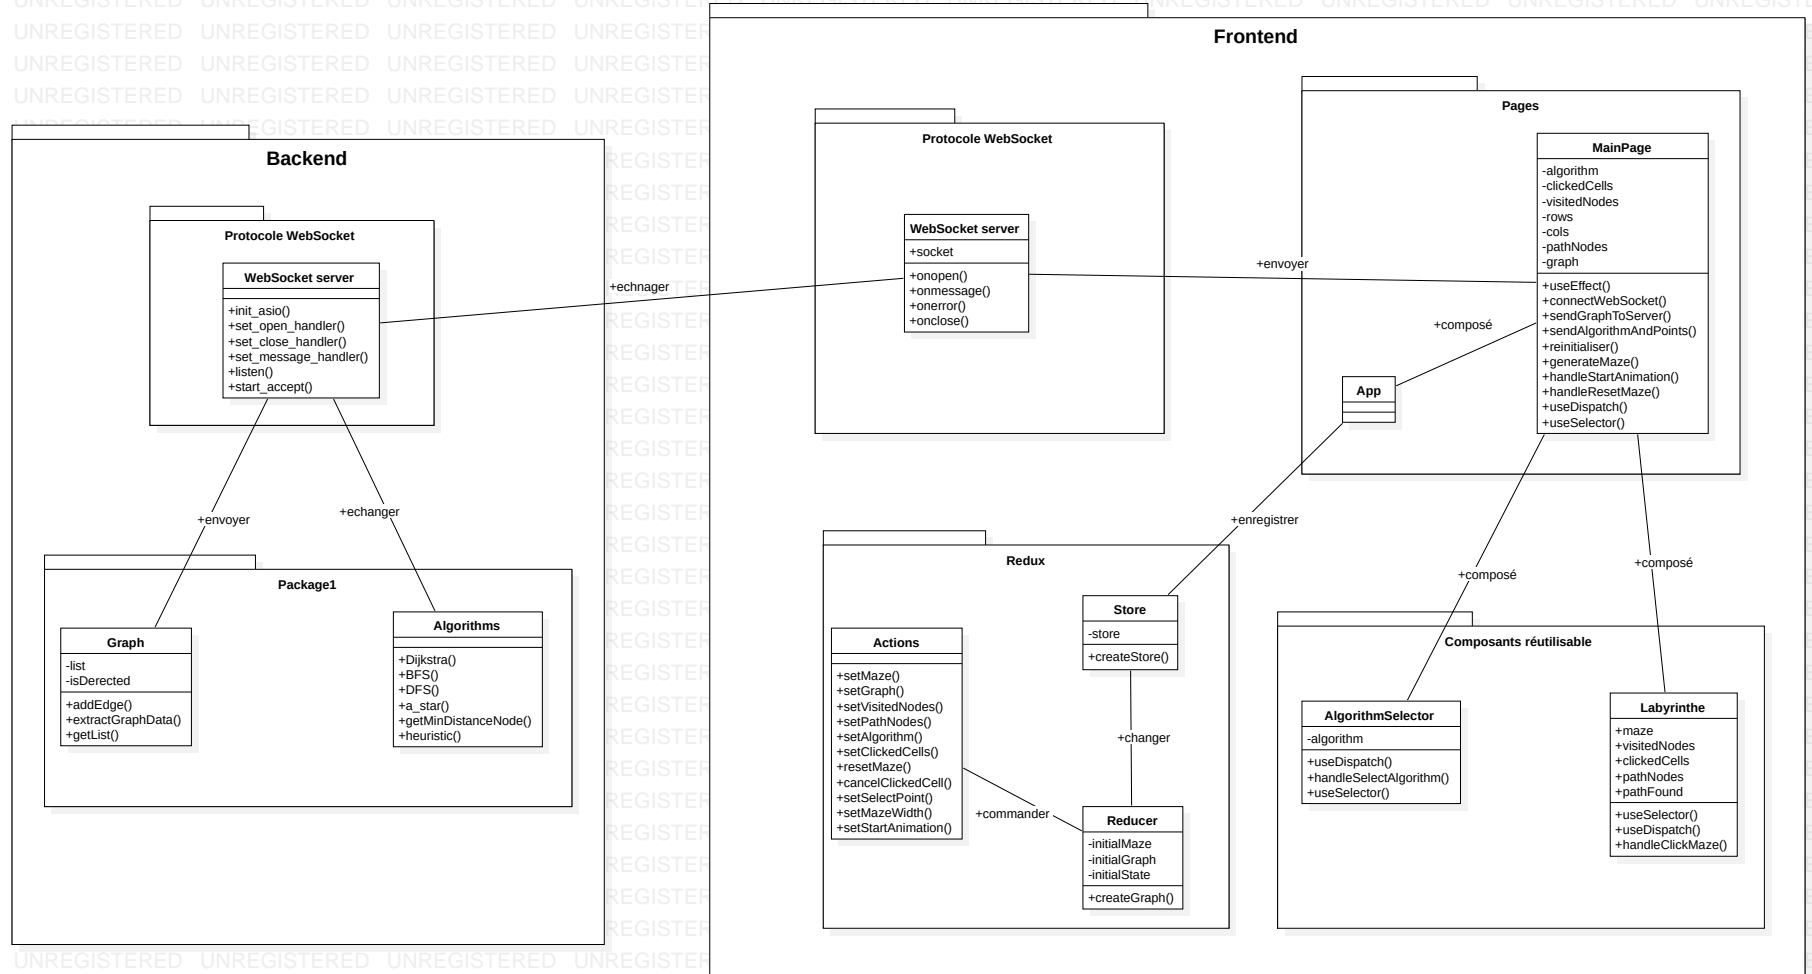 UNREGISTERED UNREGISTERED UNREGISTERED UNREGISTERED
Backend
Protocole WebSocket
WebSocket server
+init_asio()
+set_open_handler()
+set_close_handler()
+set_message_handler()
+listen()
+start_accept()
+envoyer
+echanger
Package1
Graph
-list
-isDerected
+addEdge()
+extractGraphData()
+getList()
Algorithms
+Dijkstra()
+BFS()
+DFS()
+a_star()
+getMinDistanceNode()
+heuristic()
+echnager
Frontend
Protocole WebSocket
WebSocket server
+socket
+onopen()
+onmessage()
+onerror()
+onclose()
+envoyer
Pages
MainPage
-algorithm
-clickedCells
-visitedNodes
-rows
-cols
-pathNodes
-graph
+useEffect()
+connectWebSocket()
+sendGraphToServer()
+sendAlgorithmAndPoints()
+reinitialiser()
+generateMaze()
+handleStartAnimation()
+handleResetMaze()
+useDispatch()
+useSelector()
+composé
App
+enregistrer
+composé
+composé
Redux
Actions
+setMaze()
+setGraph()
+setVisitedNodes()
+setPathNodes()
+setAlgorithm()
+setClickedCells()
+resetMaze()
+cancelClickedCell()
+setSelectPoint()
+setMazeWidth()
+setStartAnimation()
Store
-store
+createStore()
+changer
+commander
Reducer
-initialMaze
-initialGraph
-initialState
+createGraph()
Composants réutilisable
AlgorithmSelector
-algorithm
+useDispatch()
+handleSelectAlgorithm()
+useSelector()
Labyrinthe
+maze
+visitedNodes
+clickedCells
+pathNodes
+pathFound
+useSelector()
+useDispatch()
+handleClickMaze()